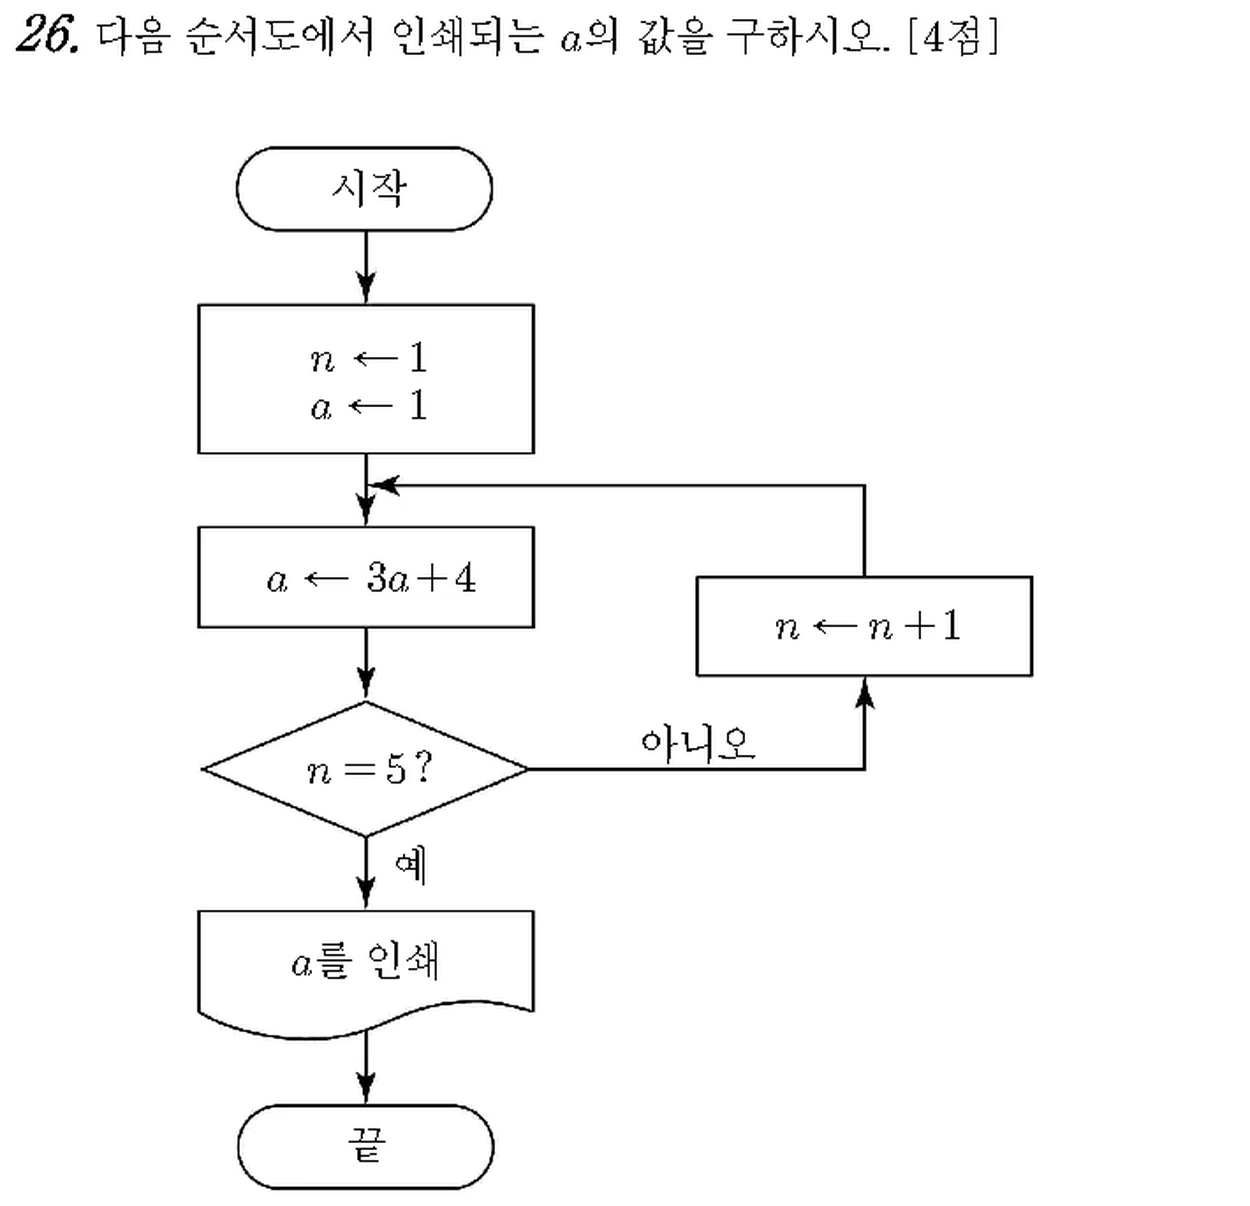 26. 다음 순서도에서 인쇄되는 a의 값을 구하시오. [4점]
시작
n ← 1
a ← 1
a ← 3a+4
n ← n+1
n = 5 ?
아니오
예
a를 인쇄
끝